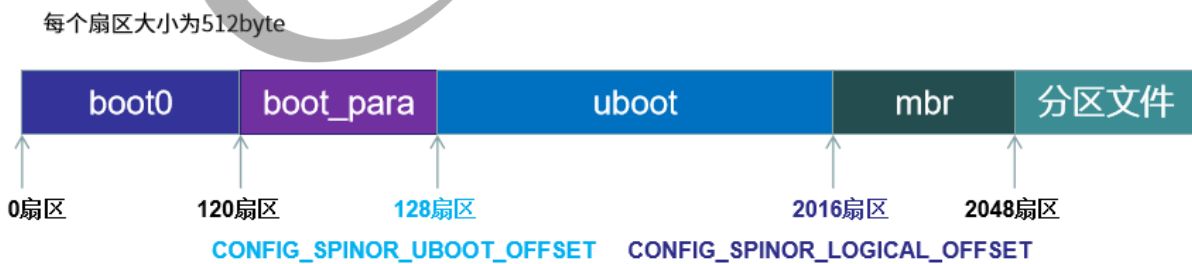 每个扇区大小为512byte
boot0 boot_para uboot mbr 分区文件
0扇区 120扇区 128扇区 2016扇区 2048扇区
CONFIG_SPINOR_UBOOT_OFFSET CONFIG_SPINOR_LOGICAL_OFFSET